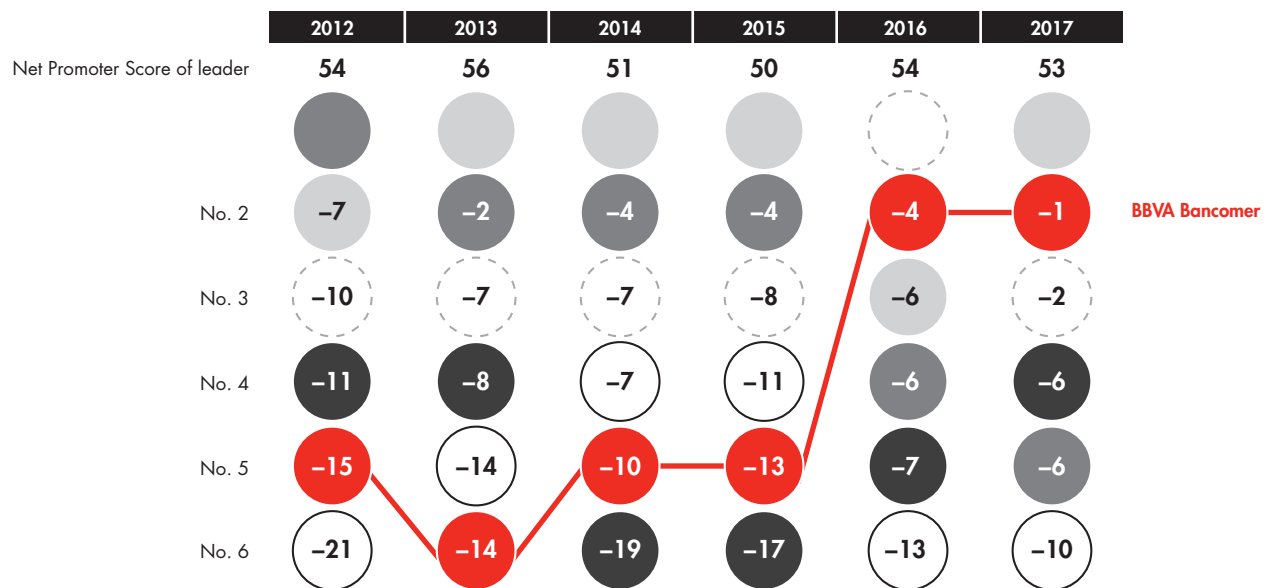 2012 2013 2014 2015 2016 2017
Net Promoter Score of leader 54 56 51 50 54 53
No. 2 –7 –2 –4 –4 –4 –1 BBVA Bancomer
No. 3 –10 –7 –7 –8 –6 –2
No. 4 –11 –8 –7 –11 –6 –6
No. 5 –15 –14 –10 –13 –7 –6
No. 6 –21 –14 –19 –17 –13 –10